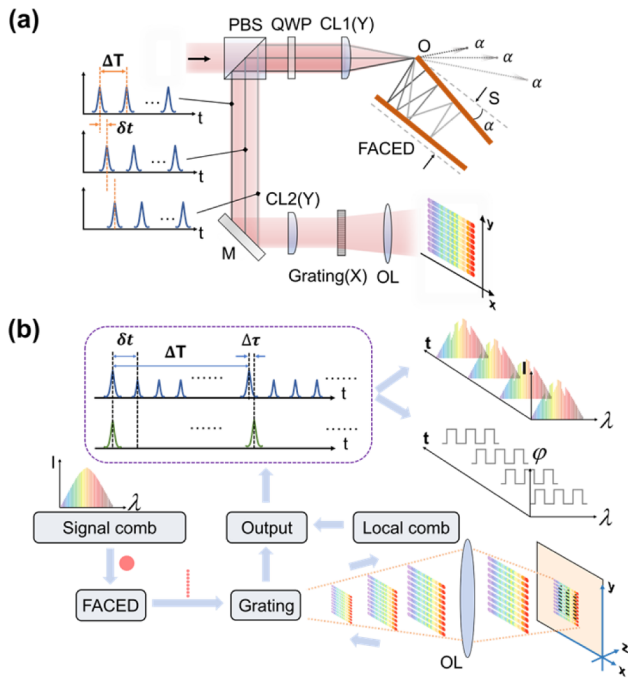 (a)
PBS QWP CL1(Y)
O
α
α
α
S
α
FACED
ΔT
... t
δt
... t
... t
CL2(Y)
M
Grating(X) OL
y
x
(b)
δt ΔT Δτ
...... ...... t
...... ...... t
t I λ
t φ λ
I λ
Signal comb Output Local comb
FACED Grating
OL
y
z
x